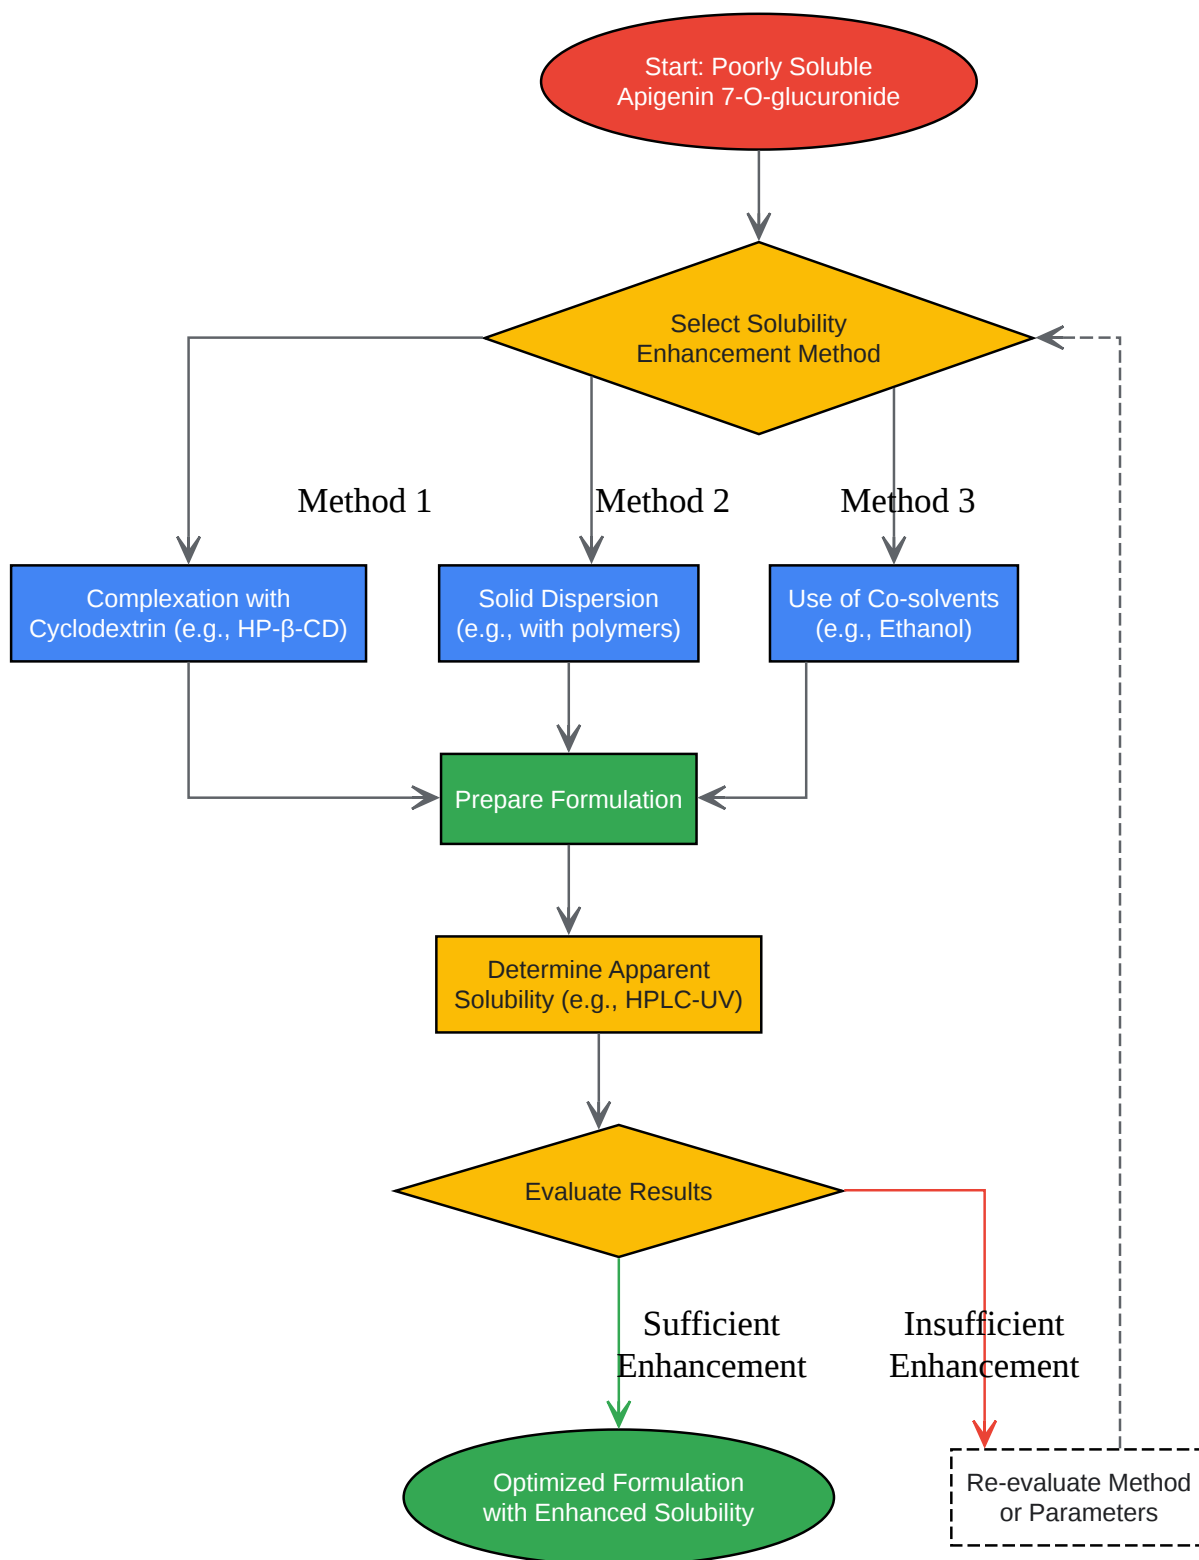 Start: Poorly Soluble
Apigenin 7-O-glucuronide
Select Solubility
Enhancement Method
Method 1
Method 2
Method 3
Complexation with
Cyclodextrin (e.g., HP-β-CD)
Solid Dispersion
(e.g., with polymers)
Use of Co-solvents
(e.g., Ethanol)
Prepare Formulation
Determine Apparent
Solubility (e.g., HPLC-UV)
Evaluate Results
Sufficient
Enhancement
Insufficient
Enhancement
Optimized Formulation
with Enhanced Solubility
Re-evaluate Method
or Parameters